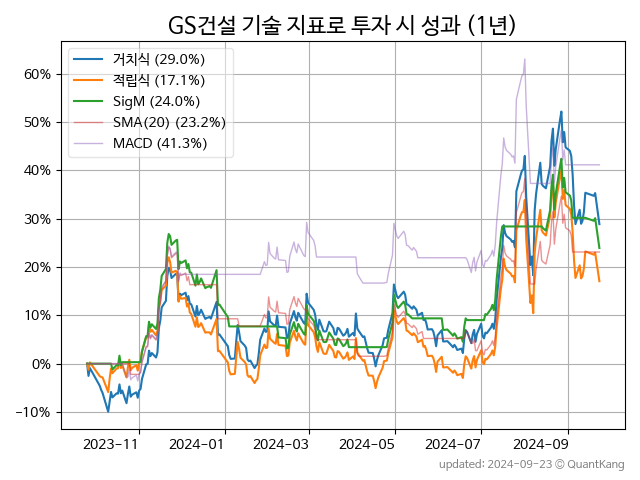 GS건설 기술 지표로 투자 시 성과 (1년)
거치식 (29.0%)
적립식 (17.1%)
SigM (24.0%)
SMA(20) (23.2%)
MACD (41.3%)
60%
50%
40%
30%
20%
10%
0%
−10%
2023-11 2024-01 2024-03 2024-05 2024-07 2024-09
updated: 2024-09-23 ⓒ QuantKang